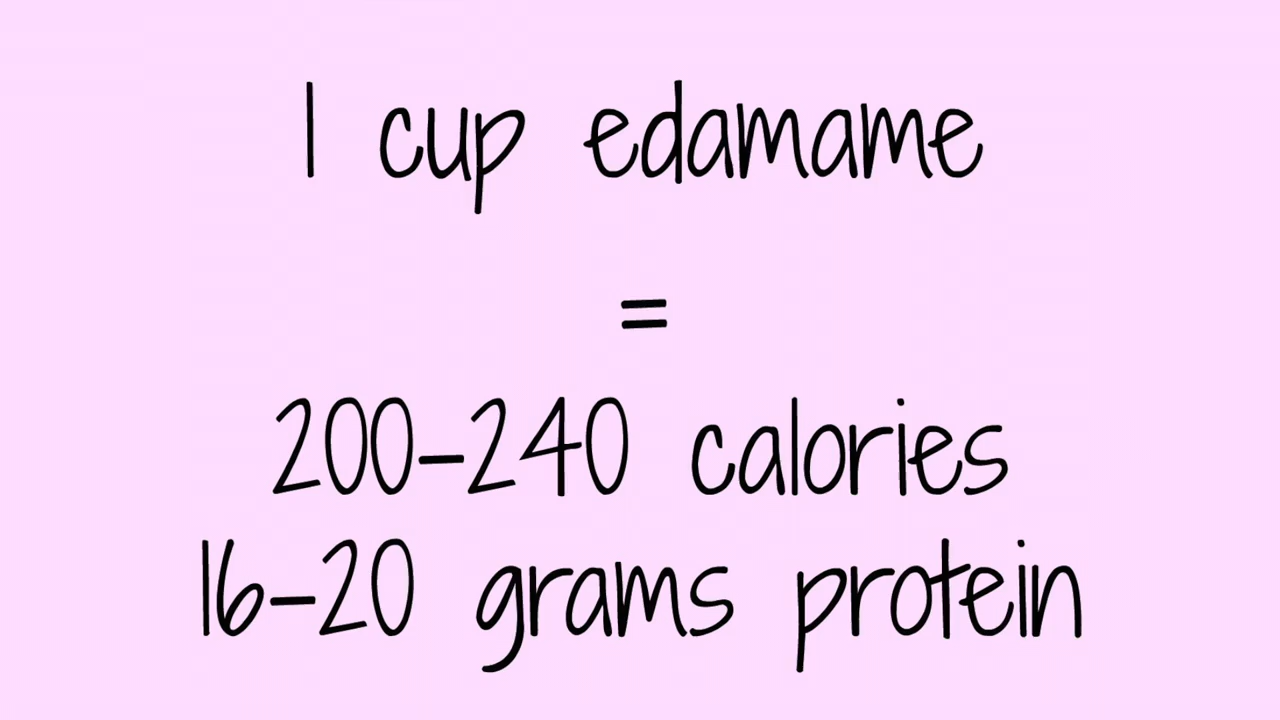 1 cup edamame
=
200-240 calories
16-20 grams protein